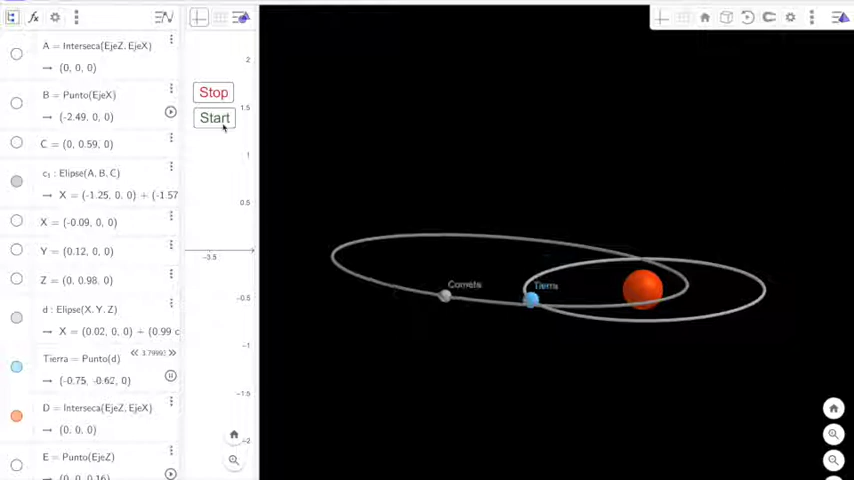 A = Interseca(EjeZ, EjeX)
→ (0, 0, 0)
B = Punto(EjeX)
→ (-2.49, 0, 0)
C = (0, 0.59, 0)
c₁ : Elipse(A, B, C)
→ X = (-1.25, 0, 0) + (-1.57
X = (-0.09, 0, 0)
Y = (0.12, 0, 0)
Z = (0, 0.98, 0)
d : Elipse(X, Y, Z)
→ X = (0.02, 0, 0) + (0.99 c
Tierra = Punto(d)
→ (-0.75, -0.62, 0)
D = Interseca(EjeZ, EjeX)
→ (0, 0, 0)
E = Punto(EjeZ)
→ (0, 0, 0.16)
2
Stop
1.5
Start
1
0.5
-3.5
-0.5
-1
-1.5
-2
Cometa
Tierra